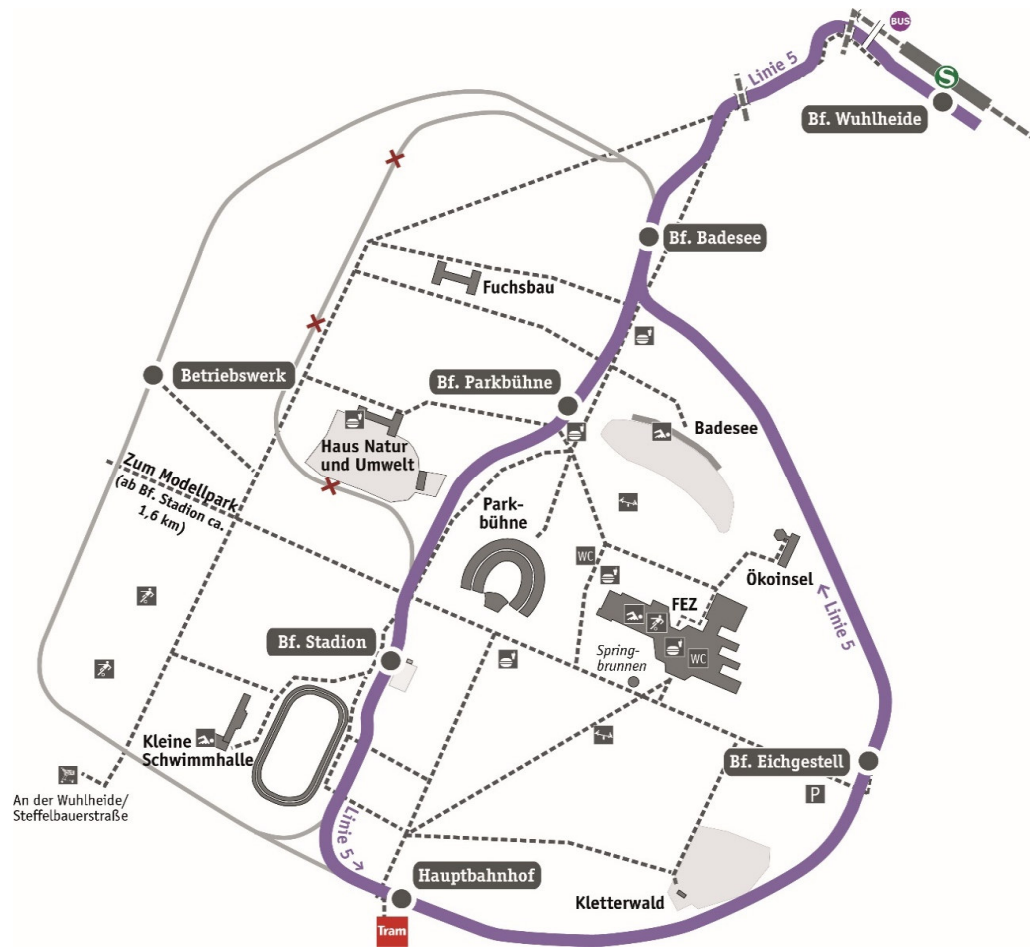 BUS
Linie 5
S
Bf. Wuhlheide
Bf. Badesee
Fuchsbau
Betriebswerk
Bf. Parkbühne
Badesee
Haus Natur
und Umwelt
Zum Modellpark
(ab Bf. Stadion ca.
1,6 km)
Park-
bühne
WC
Ökoinsel
FEZ
← Linie 5
Bf. Stadion
Spring-
brunnen
WC
Kleine
Schwimmhalle
Bf. Eichgestell
P
An der Wuhlheide/
Steffelbauerstraße
Linie 5 →
Hauptbahnhof
Kletterwald
Tram